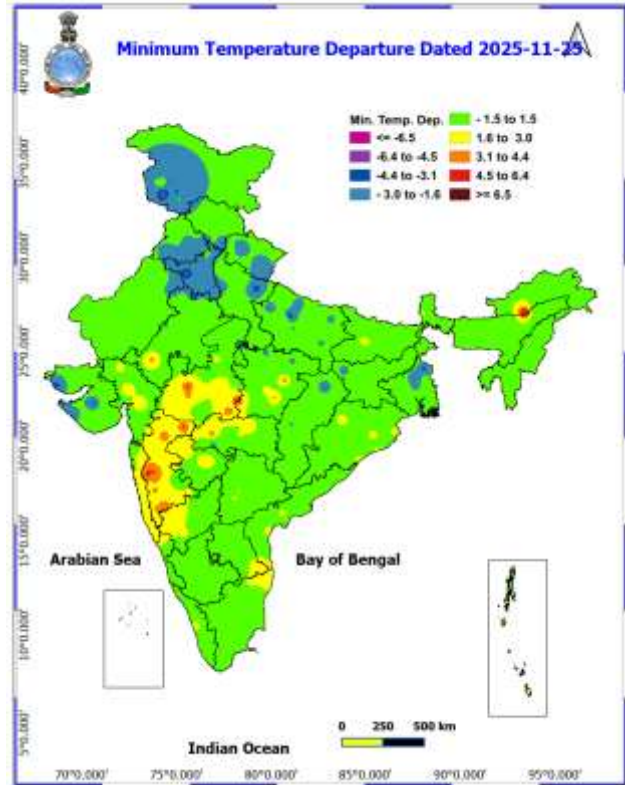 Minimum Temperature Departure Dated 2025-11-25
Min. Temp. Dep.
<= -6.5
-6.4 to -4.5
-4.4 to -3.1
- 3.0 to -1.6
- 1.5 to 1.5
1.6 to 3.0
3.1 to 4.4
4.5 to 6.4
>= 6.5
40°0.000'
35°0.000'
30°0.000'
25°0.000'
20°0.000'
15°0.000'
10°0.000'
5°0.000'
Arabian Sea
Bay of Bengal
0 250 500 km
Indian Ocean
70°0.000' 75°0.000' 80°0.000' 85°0.000' 90°0.000' 95°0.000'